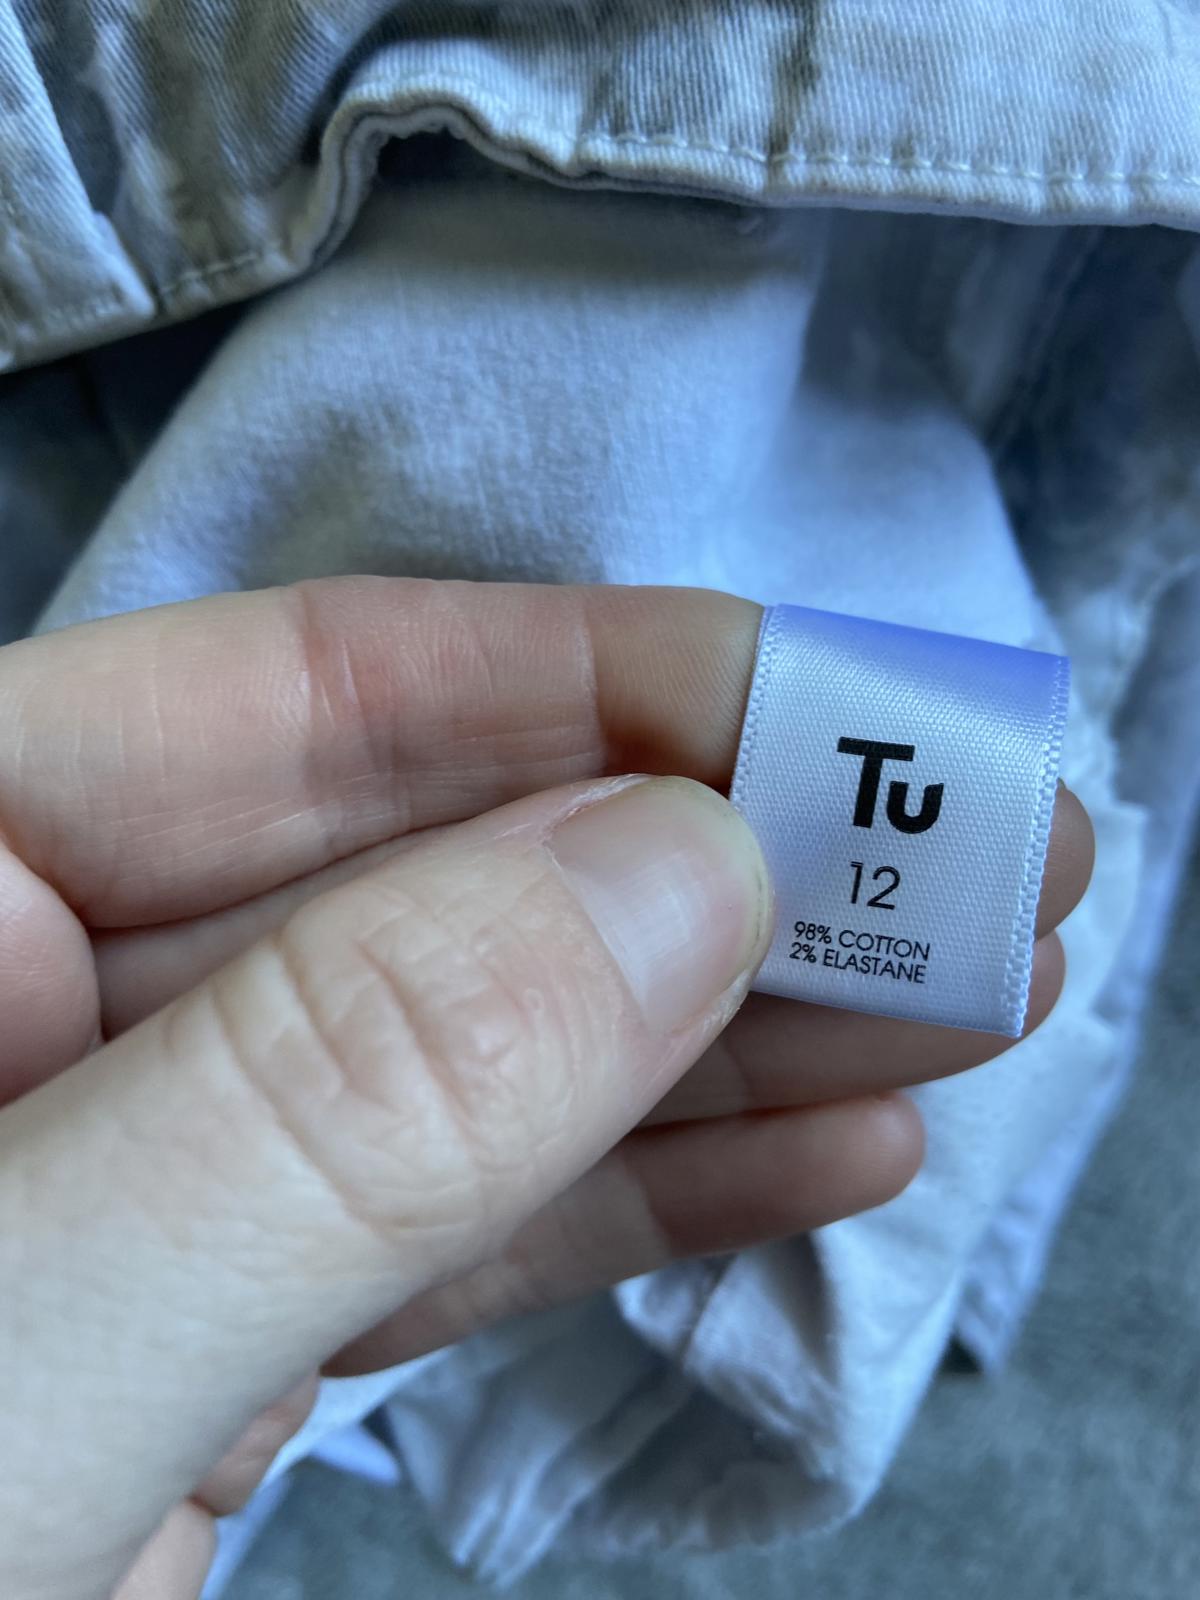 Tu
12
98% COTTON
2% ELASTANE